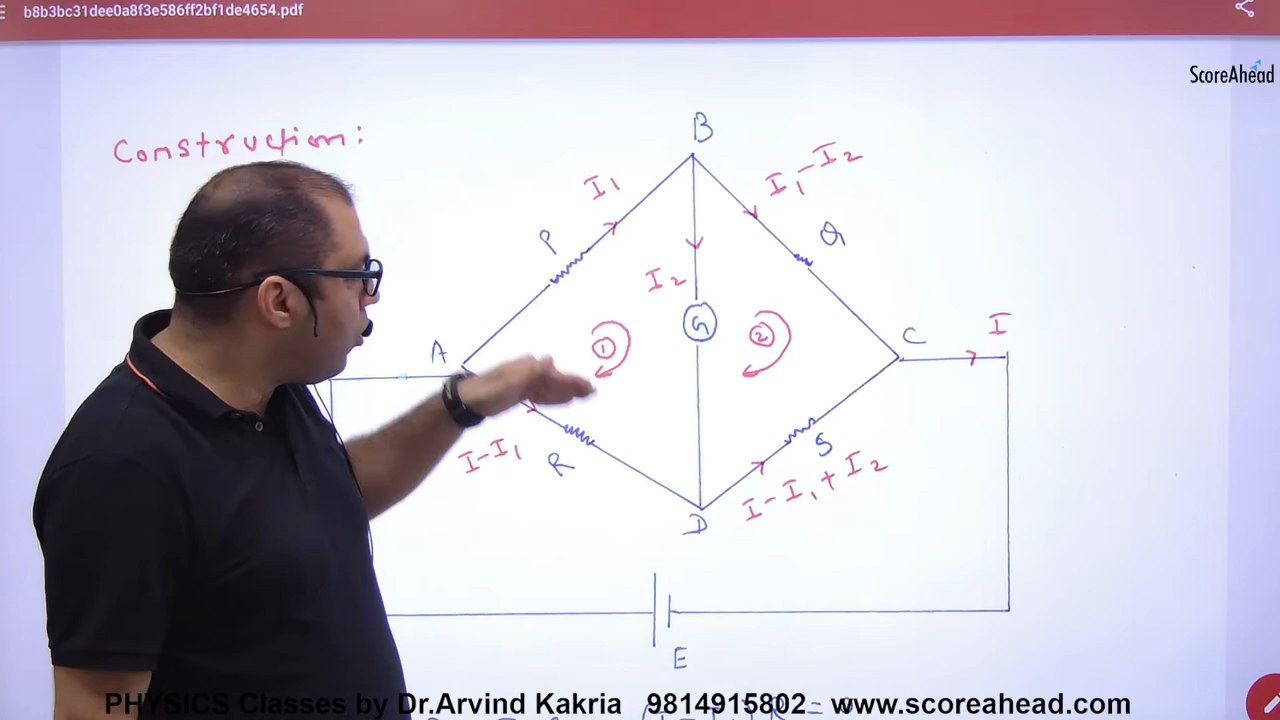 b8b3bc31dee0a8f3e586ff2bf1de4654.pdf
ScoreAhead
Construction:
B
I₁
I₁-I₂
P
Q
I₂
G
I
A
1
2
C
I-I₁
R
S
I-I₁+I₂
D
E
PHYSICS Classes by Dr.Arvind Kakria 9814915802 www.scoreahead.com